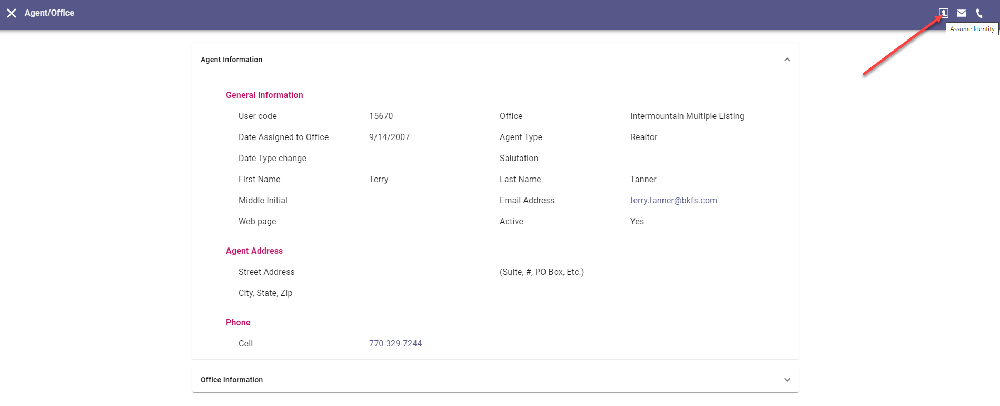 Agent/Office
Assume Identity
Agent Information
General Information
User code 15670 Office Intermountain Multiple Listing
Date Assigned to Office 9/14/2007 Agent Type Realtor
Date Type change Salutation
First Name Terry Last Name Tanner
Middle Initial Email Address terry.tanner@bkfs.com
Web page Active Yes
Agent Address
Street Address (Suite, #, PO Box, Etc.)
City, State, Zip
Phone
Cell 770-329-7244
Office Information